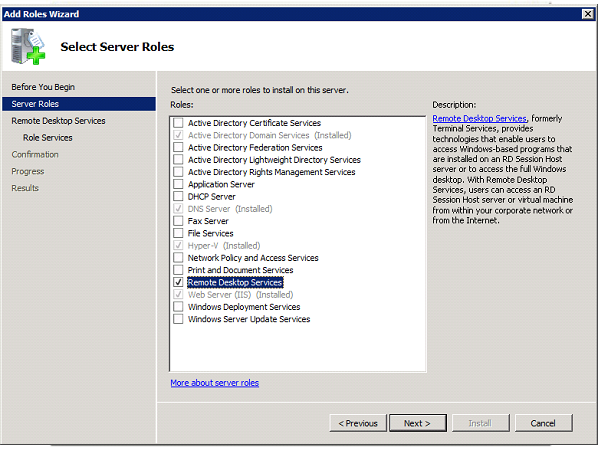 Add Roles Wizard
Select Server Roles
Before You Begin
Server Roles
Remote Desktop Services
Role Services
Confirmation
Progress
Results
Select one or more roles to install on this server.
Roles:
Active Directory Certificate Services
Active Directory Domain Services (Installed)
Active Directory Federation Services
Active Directory Lightweight Directory Services
Active Directory Rights Management Services
Application Server
DHCP Server
DNS Server (Installed)
Fax Server
File Services
Hyper-V (Installed)
Network Policy and Access Services
Print and Document Services
Remote Desktop Services
Web Server (IIS) (Installed)
Windows Deployment Services
Windows Server Update Services
More about server roles
Description:
Remote Desktop Services, formerly
Terminal Services, provides
technologies that enable users to
access Windows-based programs that
are installed on an RD Session Host
server or to access the full Windows
desktop. With Remote Desktop
Services, users can access an RD
Session Host server or virtual machine
from within your corporate network or
from the Internet.
< Previous
Next >
Install
Cancel